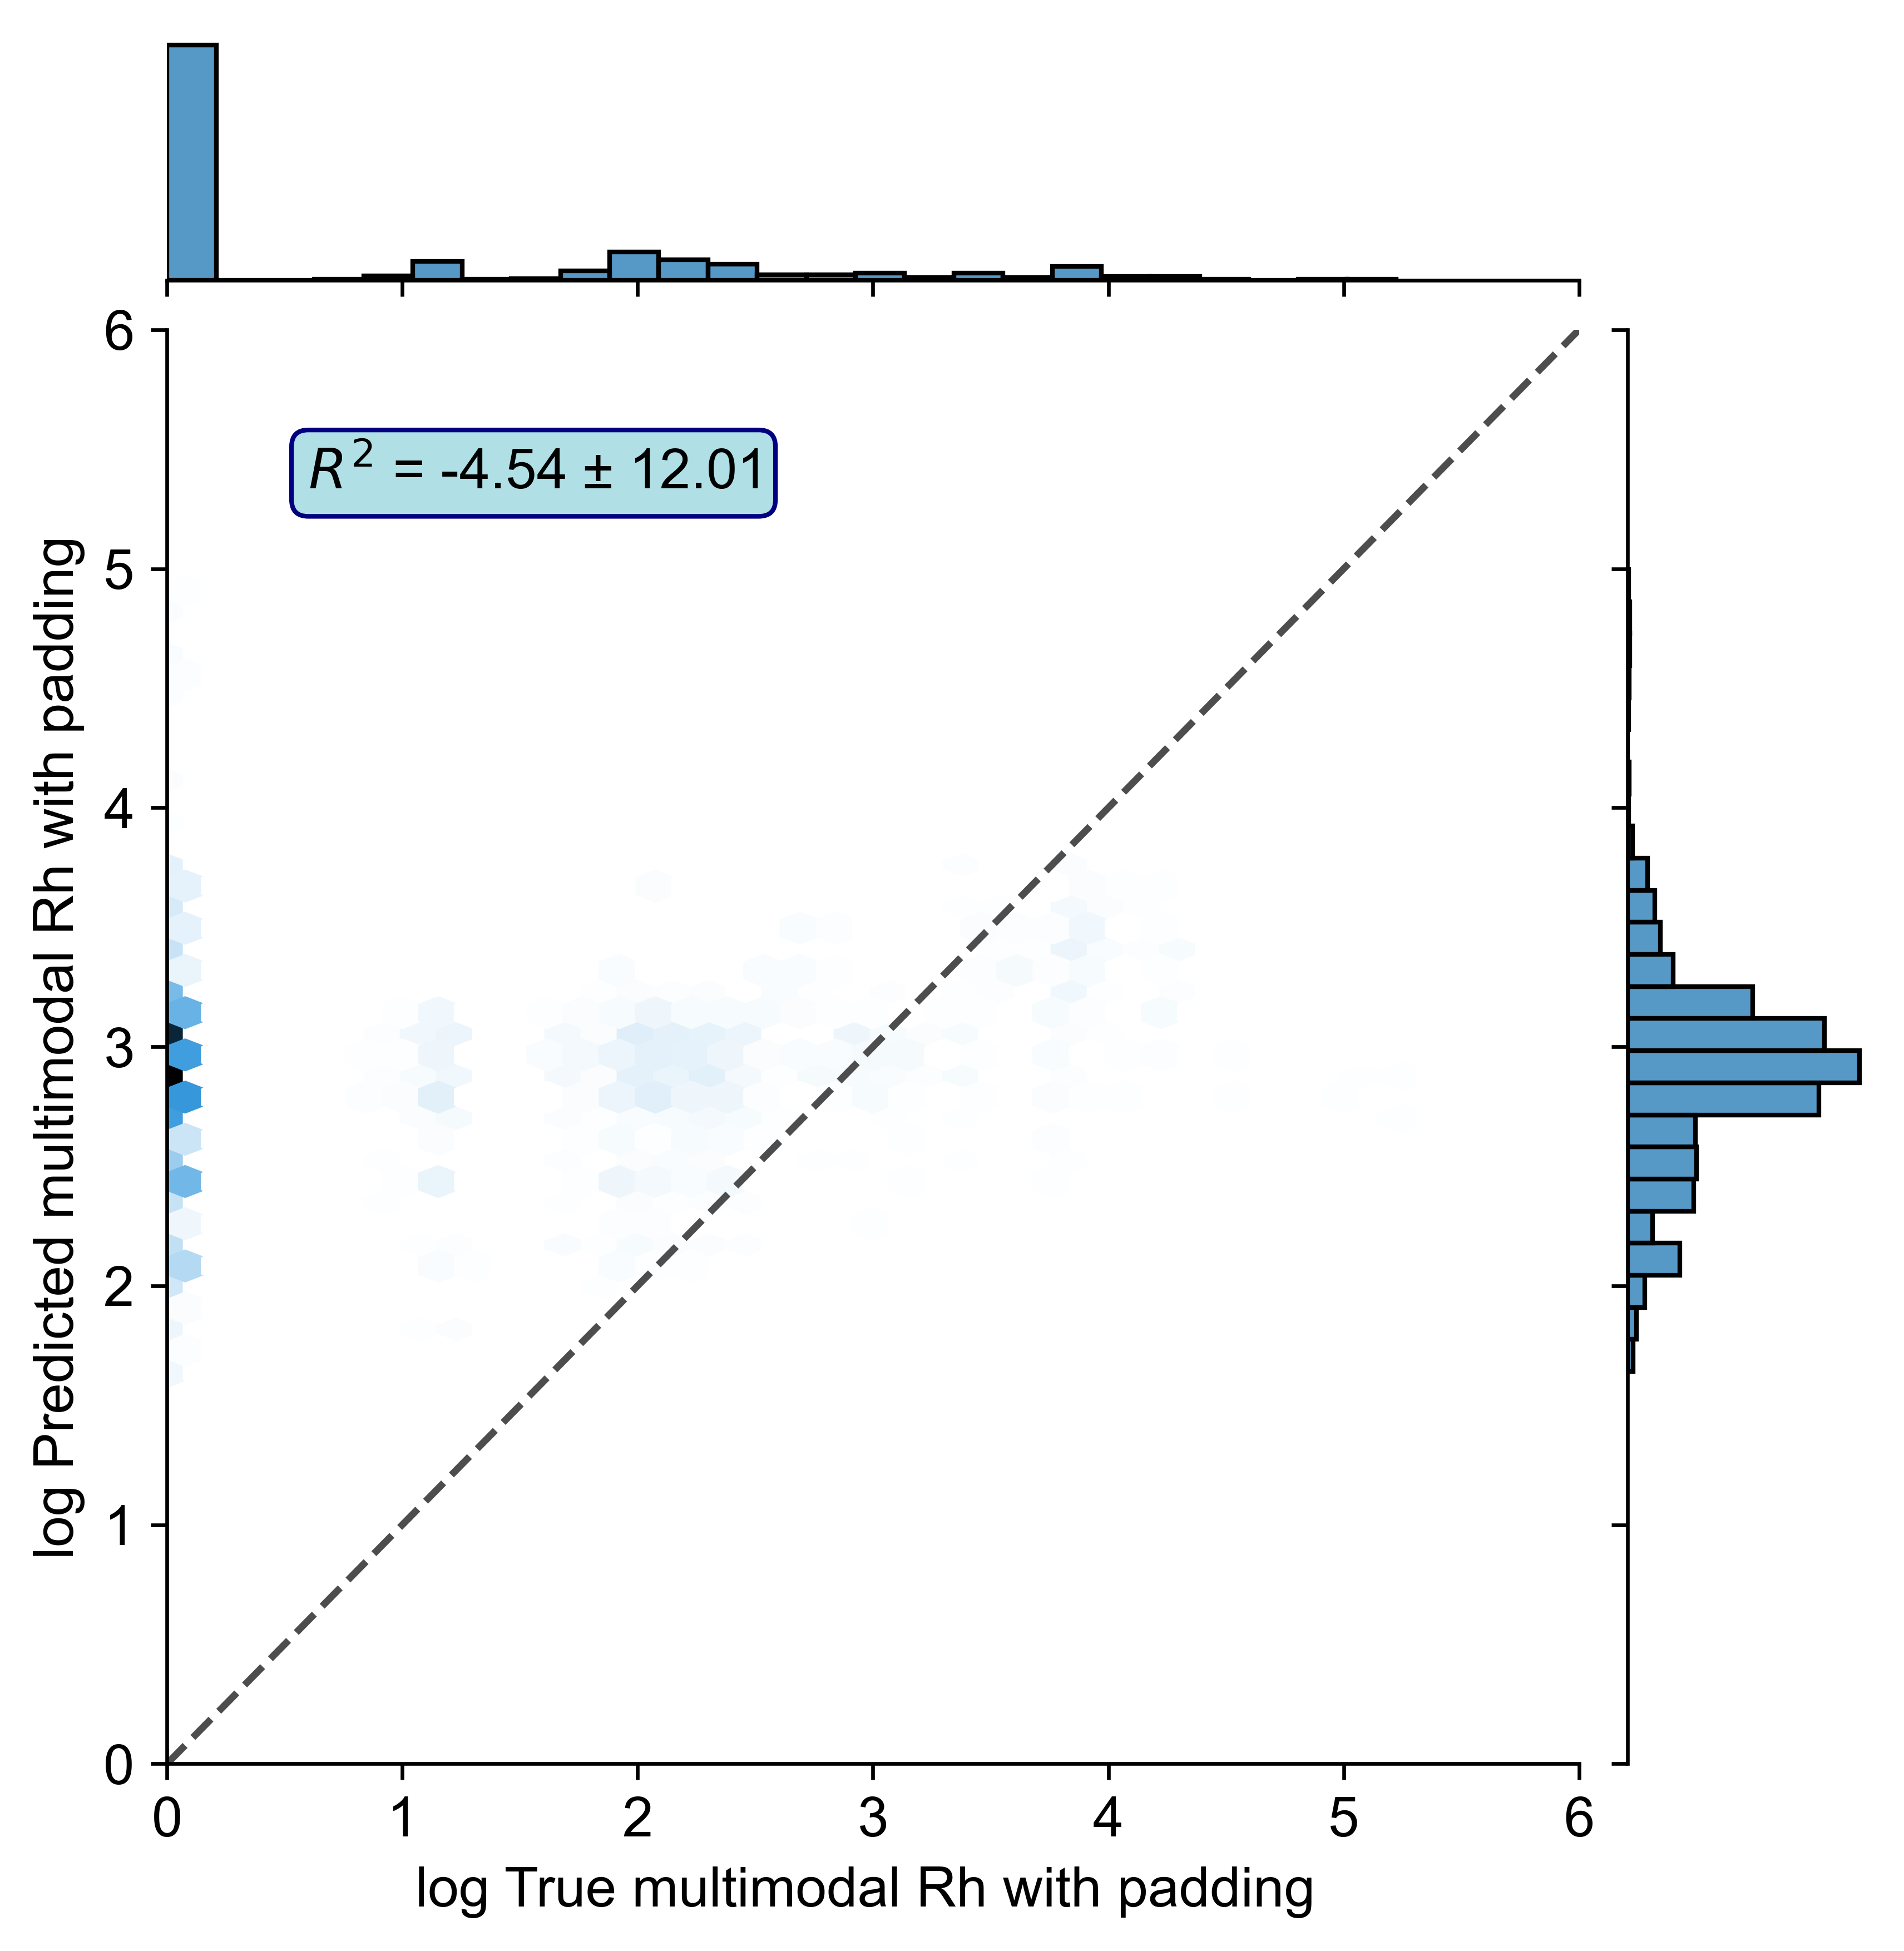 R² = -4.54 ± 12.01
log Predicted multimodal Rh with padding
6
5
4
3
2
1
0
0 1 2 3 4 5 6
log True multimodal Rh with padding